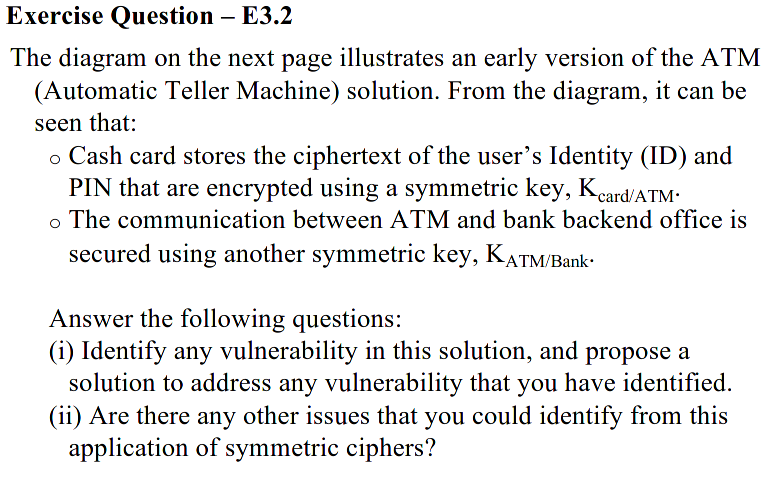 Exercise Question – E3.2
The diagram on the next page illustrates an early version of the ATM
(Automatic Teller Machine) solution. From the diagram, it can be
seen that:
o Cash card stores the ciphertext of the user’s Identity (ID) and
PIN that are encrypted using a symmetric key, Kcard/ATM.
o The communication between ATM and bank backend office is
secured using another symmetric key, KATM/Bank.
Answer the following questions:
(i) Identify any vulnerability in this solution, and propose a
solution to address any vulnerability that you have identified.
(ii) Are there any other issues that you could identify from this
application of symmetric ciphers?